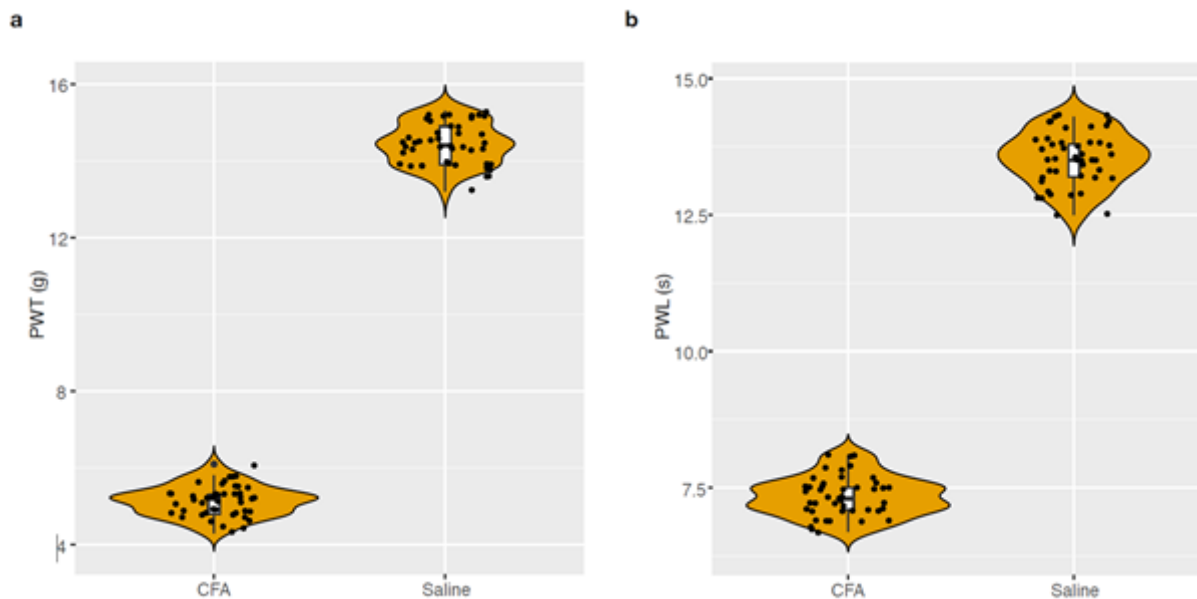 a
b
16
12
8
4
PWT (g)
CFA
Saline
15.0
12.5
10.0
7.5
PWL (s)
CFA
Saline